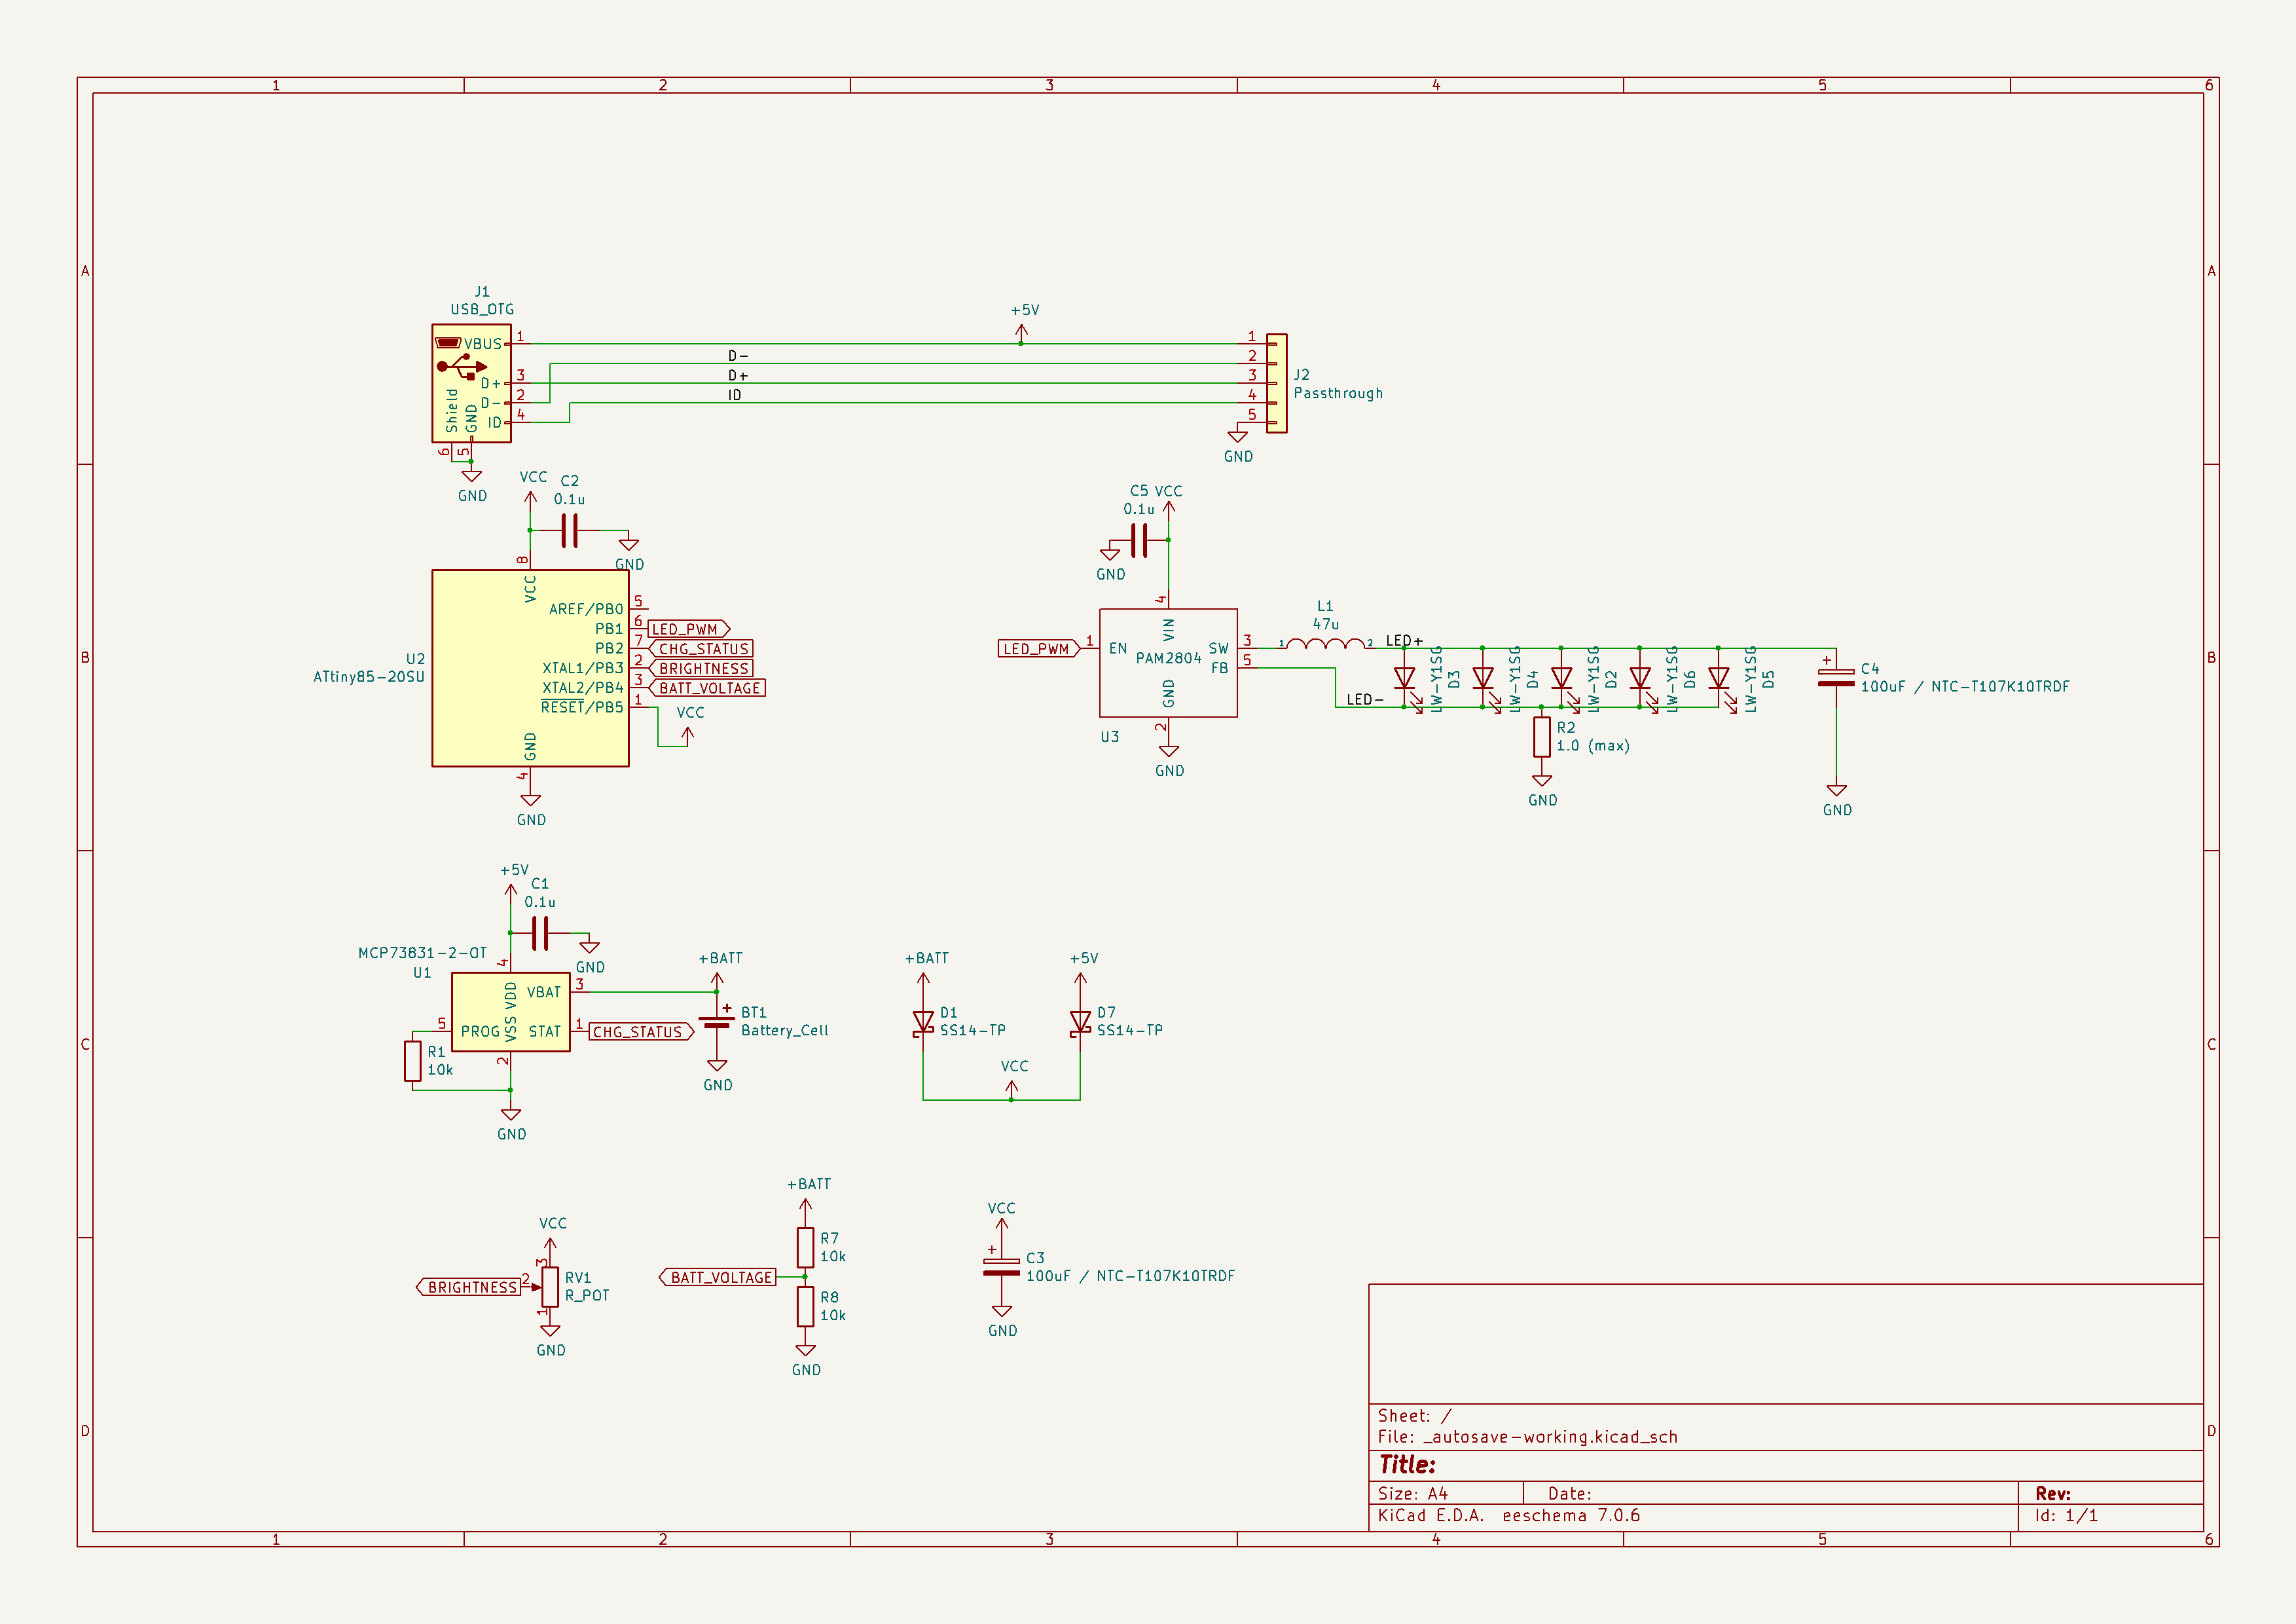 1 2 3 4 5 6
A A
J1
USB_OTG
+5V
VBUS 1 1
D- 2
D+ 3 D+ 3
D- 2 ID 4
ID 4 5
J2
Passthrough
Shield GND
6 5
GND
GND
VCC C2
0.1u
GND
8
VCC
AREF/PB0 5
PB1 6 LED_PWM
PB2 7 CHG_STATUS
XTAL1/PB3 2 BRIGHTNESS
XTAL2/PB4 3 BATT_VOLTAGE
RESET/PB5 1
VCC
U2
ATtiny85-20SU
GND
4
GND
C5 VCC
0.1u
GND
4
VIN
LED_PWM 1 EN SW 3
PAM2804
FB 5
GND
2
U3
GND
L1
47u
1 2
LED+
LED-
LW-Y1SG D3
LW-Y1SG D4
LW-Y1SG D2
LW-Y1SG D6
LW-Y1SG D5
R2
1.0 (max)
GND
+
C4
100uF / NTC-T107K10TRDF
GND
B B
+5V
C1
0.1u
GND
MCP73831-2-OT
U1
4
VDD
VBAT 3
5 PROG STAT 1 CHG_STATUS
VSS
2
R1
10k
GND
+BATT
+
BT1
Battery_Cell
GND
+BATT +5V
D1
SS14-TP
D7
SS14-TP
VCC
C C
VCC
3
BRIGHTNESS 2
RV1
R_POT
1
GND
+BATT
R7
10k
BATT_VOLTAGE
R8
10k
GND
VCC
+
C3
100uF / NTC-T107K10TRDF
GND
D D
Sheet: /
File: _autosave-working.kicad_sch
Title:
Size: A4 Date: Rev:
KiCad E.D.A. eeschema 7.0.6 Id: 1/1
1 2 3 4 5 6